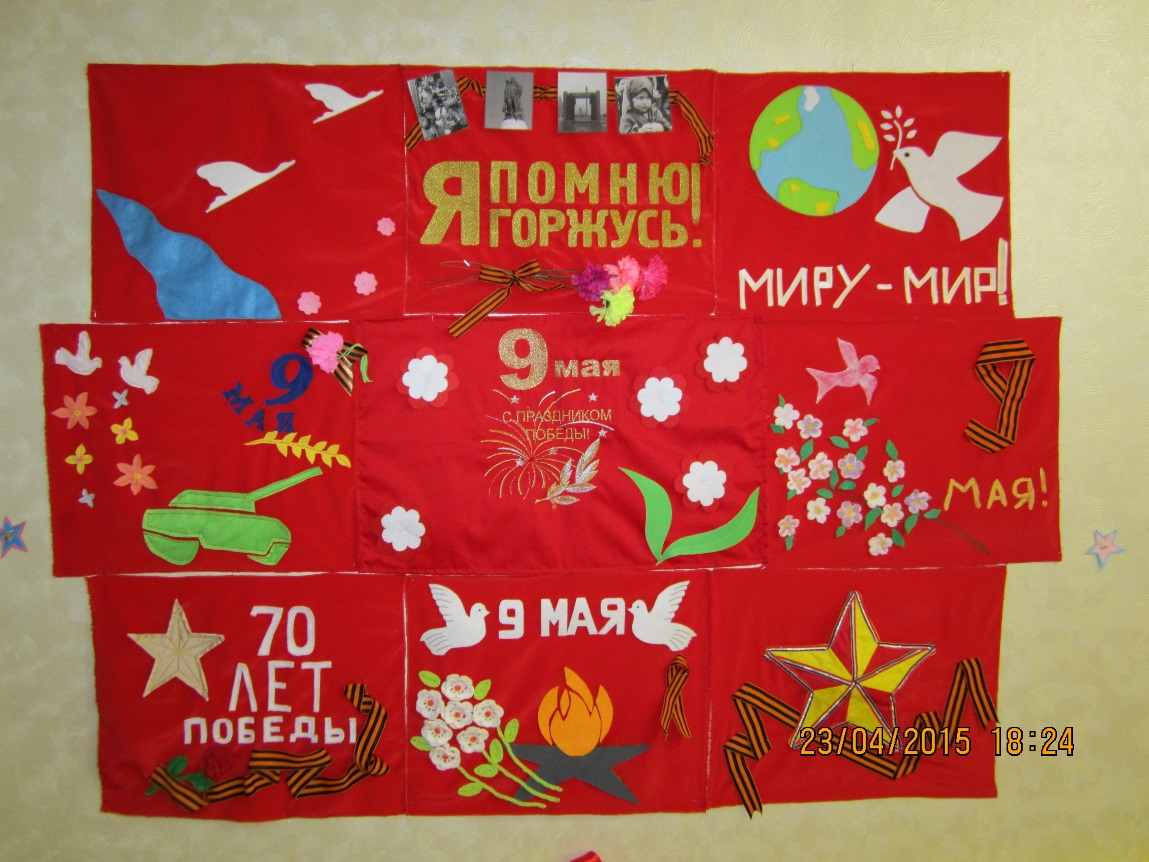 Я ПОМНЮ!
Я ГОРЖУСЬ!
МИРУ - МИР!
9
МАЯ
9 мая
С ПРАЗДНИКОМ
ПОБЕДЫ!
9
МАЯ!
70
ЛЕТ
ПОБЕДЫ
9 МАЯ
23/04/2015 18:24